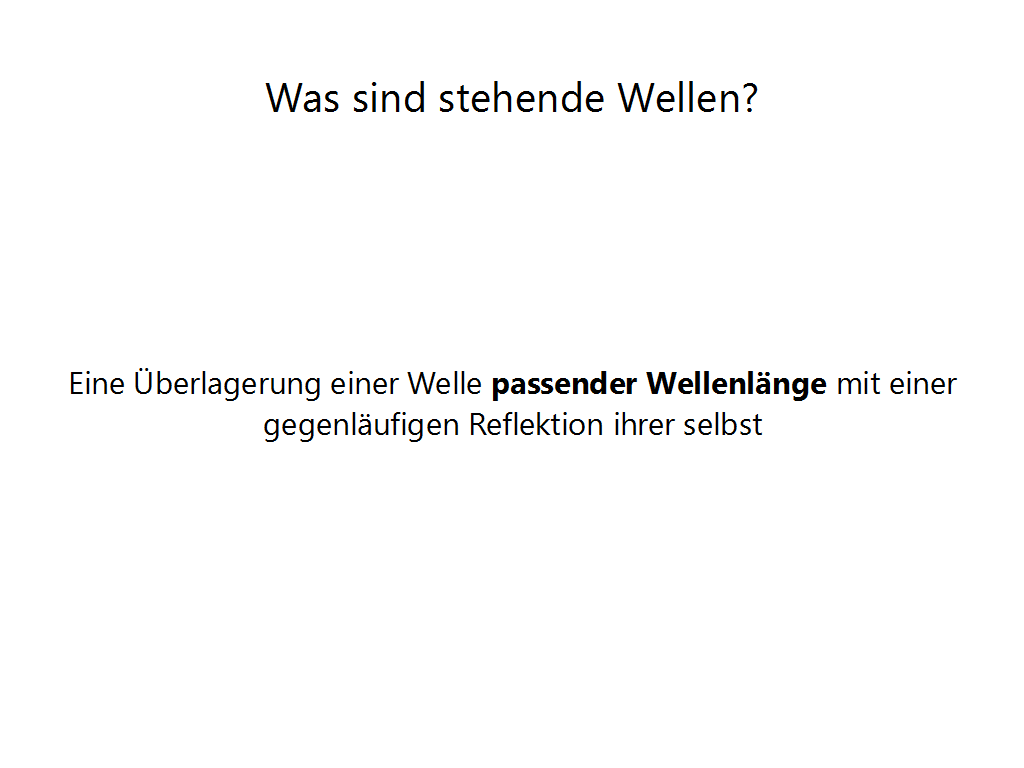 Was sind stehende Wellen?
Eine Überlagerung einer Welle passender Wellenlänge mit einer
gegenläufigen Reflektion ihrer selbst